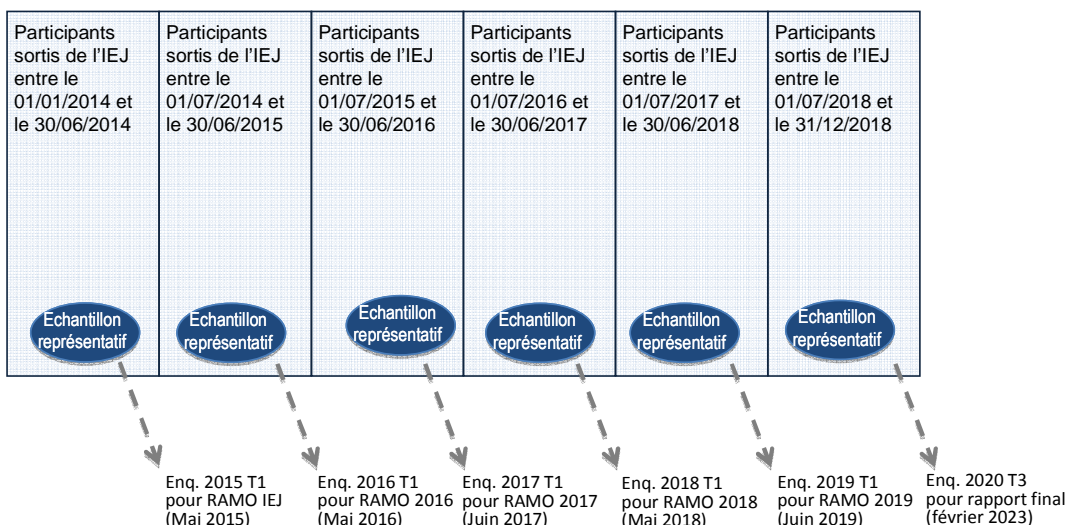 Participants
sortis de l'IEJ
entre le
01/01/2014 et
le 30/06/2014
Participants
sortis de l'IEJ
entre le
01/07/2014 et
le 30/06/2015
Participants
sortis de l'IEJ
entre le
01/07/2015 et
le 30/06/2016
Participants
sortis de l'IEJ
entre le
01/07/2016 et
le 30/06/2017
Participants
sortis de l'IEJ
entre le
01/07/2017 et
le 30/06/2018
Participants
sortis de l'IEJ
entre le
01/07/2018 et
le 31/12/2018
Echantillon
représentatif
Echantillon
représentatif
Echantillon
représentatif
Echantillon
représentatif
Echantillon
représentatif
Echantillon
représentatif
Enq. 2015 T1
pour RAMO IEJ
(Mai 2015)
Enq. 2016 T1
pour RAMO 2016
(Mai 2016)
Enq. 2017 T1
pour RAMO 2017
(Juin 2017)
Enq. 2018 T1
pour RAMO 2018
(Mai 2018)
Enq. 2019 T1
pour RAMO 2019
(Juin 2019)
Enq. 2020 T3
pour rapport final
(février 2023)